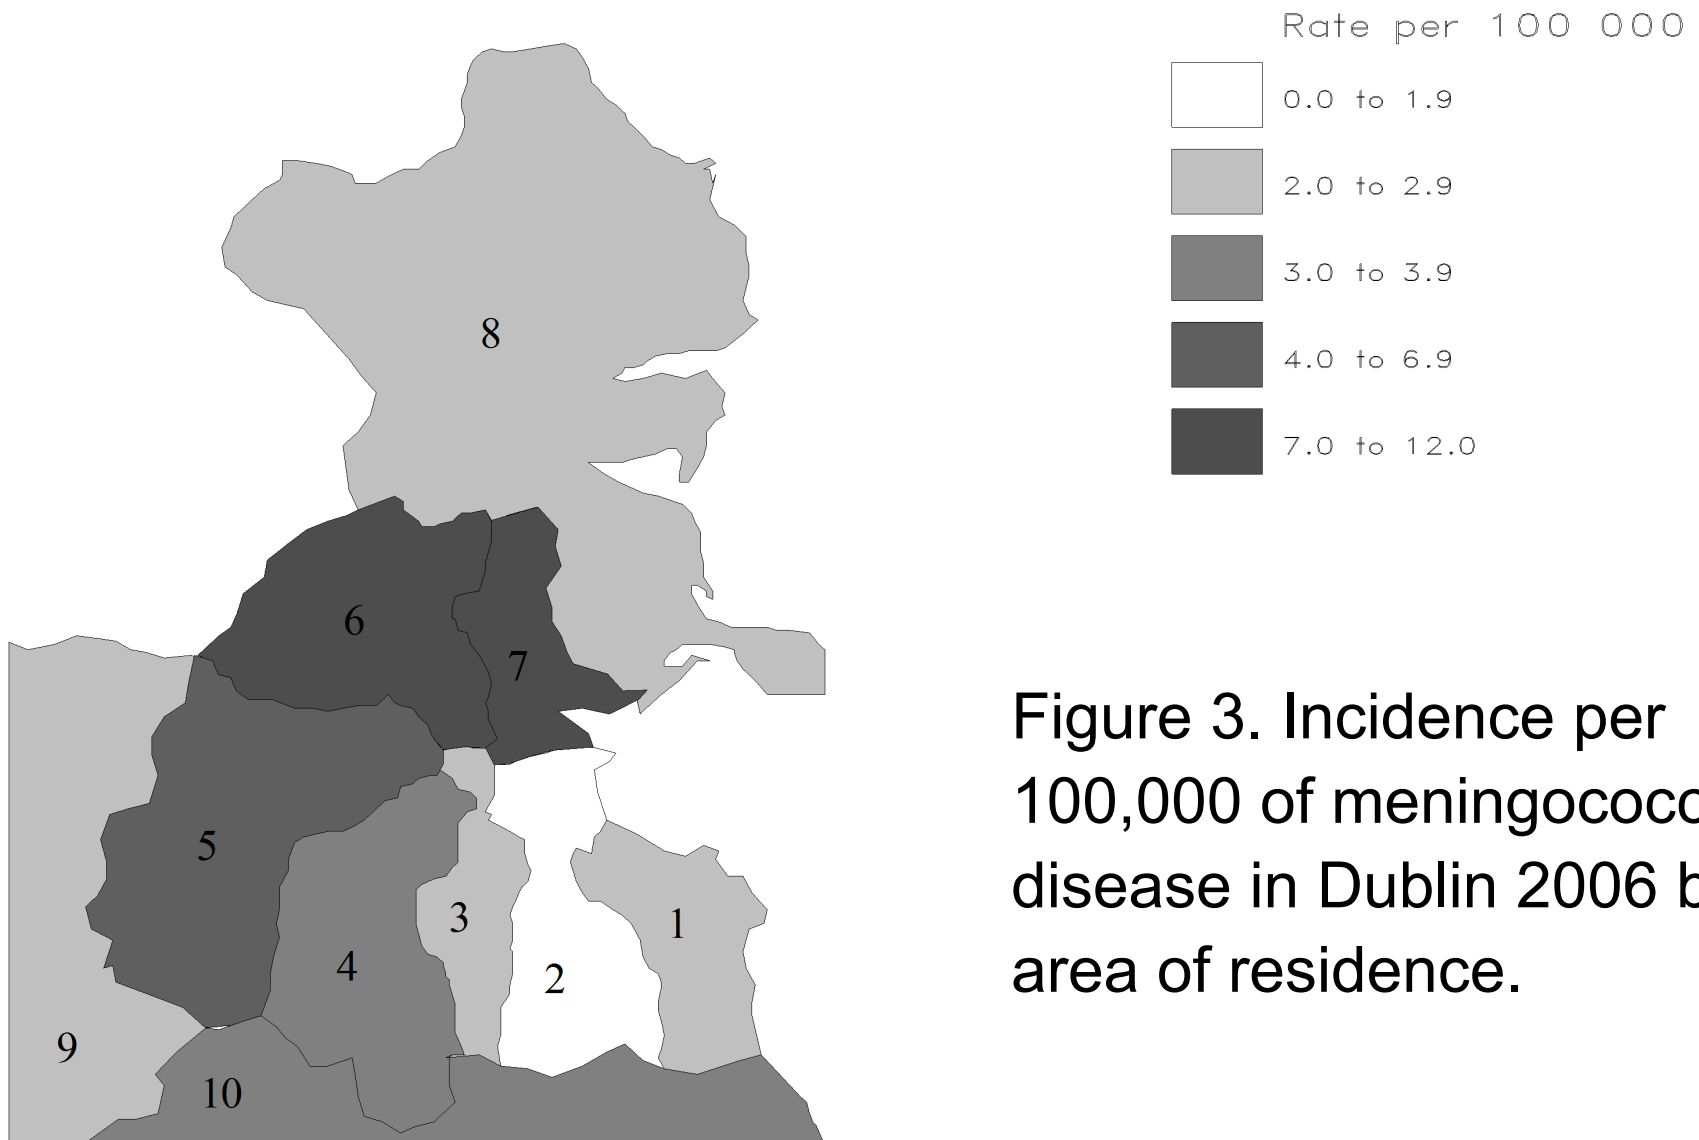 Rate per 100 000
0.0 to 1.9
2.0 to 2.9
3.0 to 3.9
4.0 to 6.9
7.0 to 12.0
8
6
7
5
3
1
4
2
9
10
Figure 3. Incidence per
100,000 of
disease in Dublin 2006
area of residence.